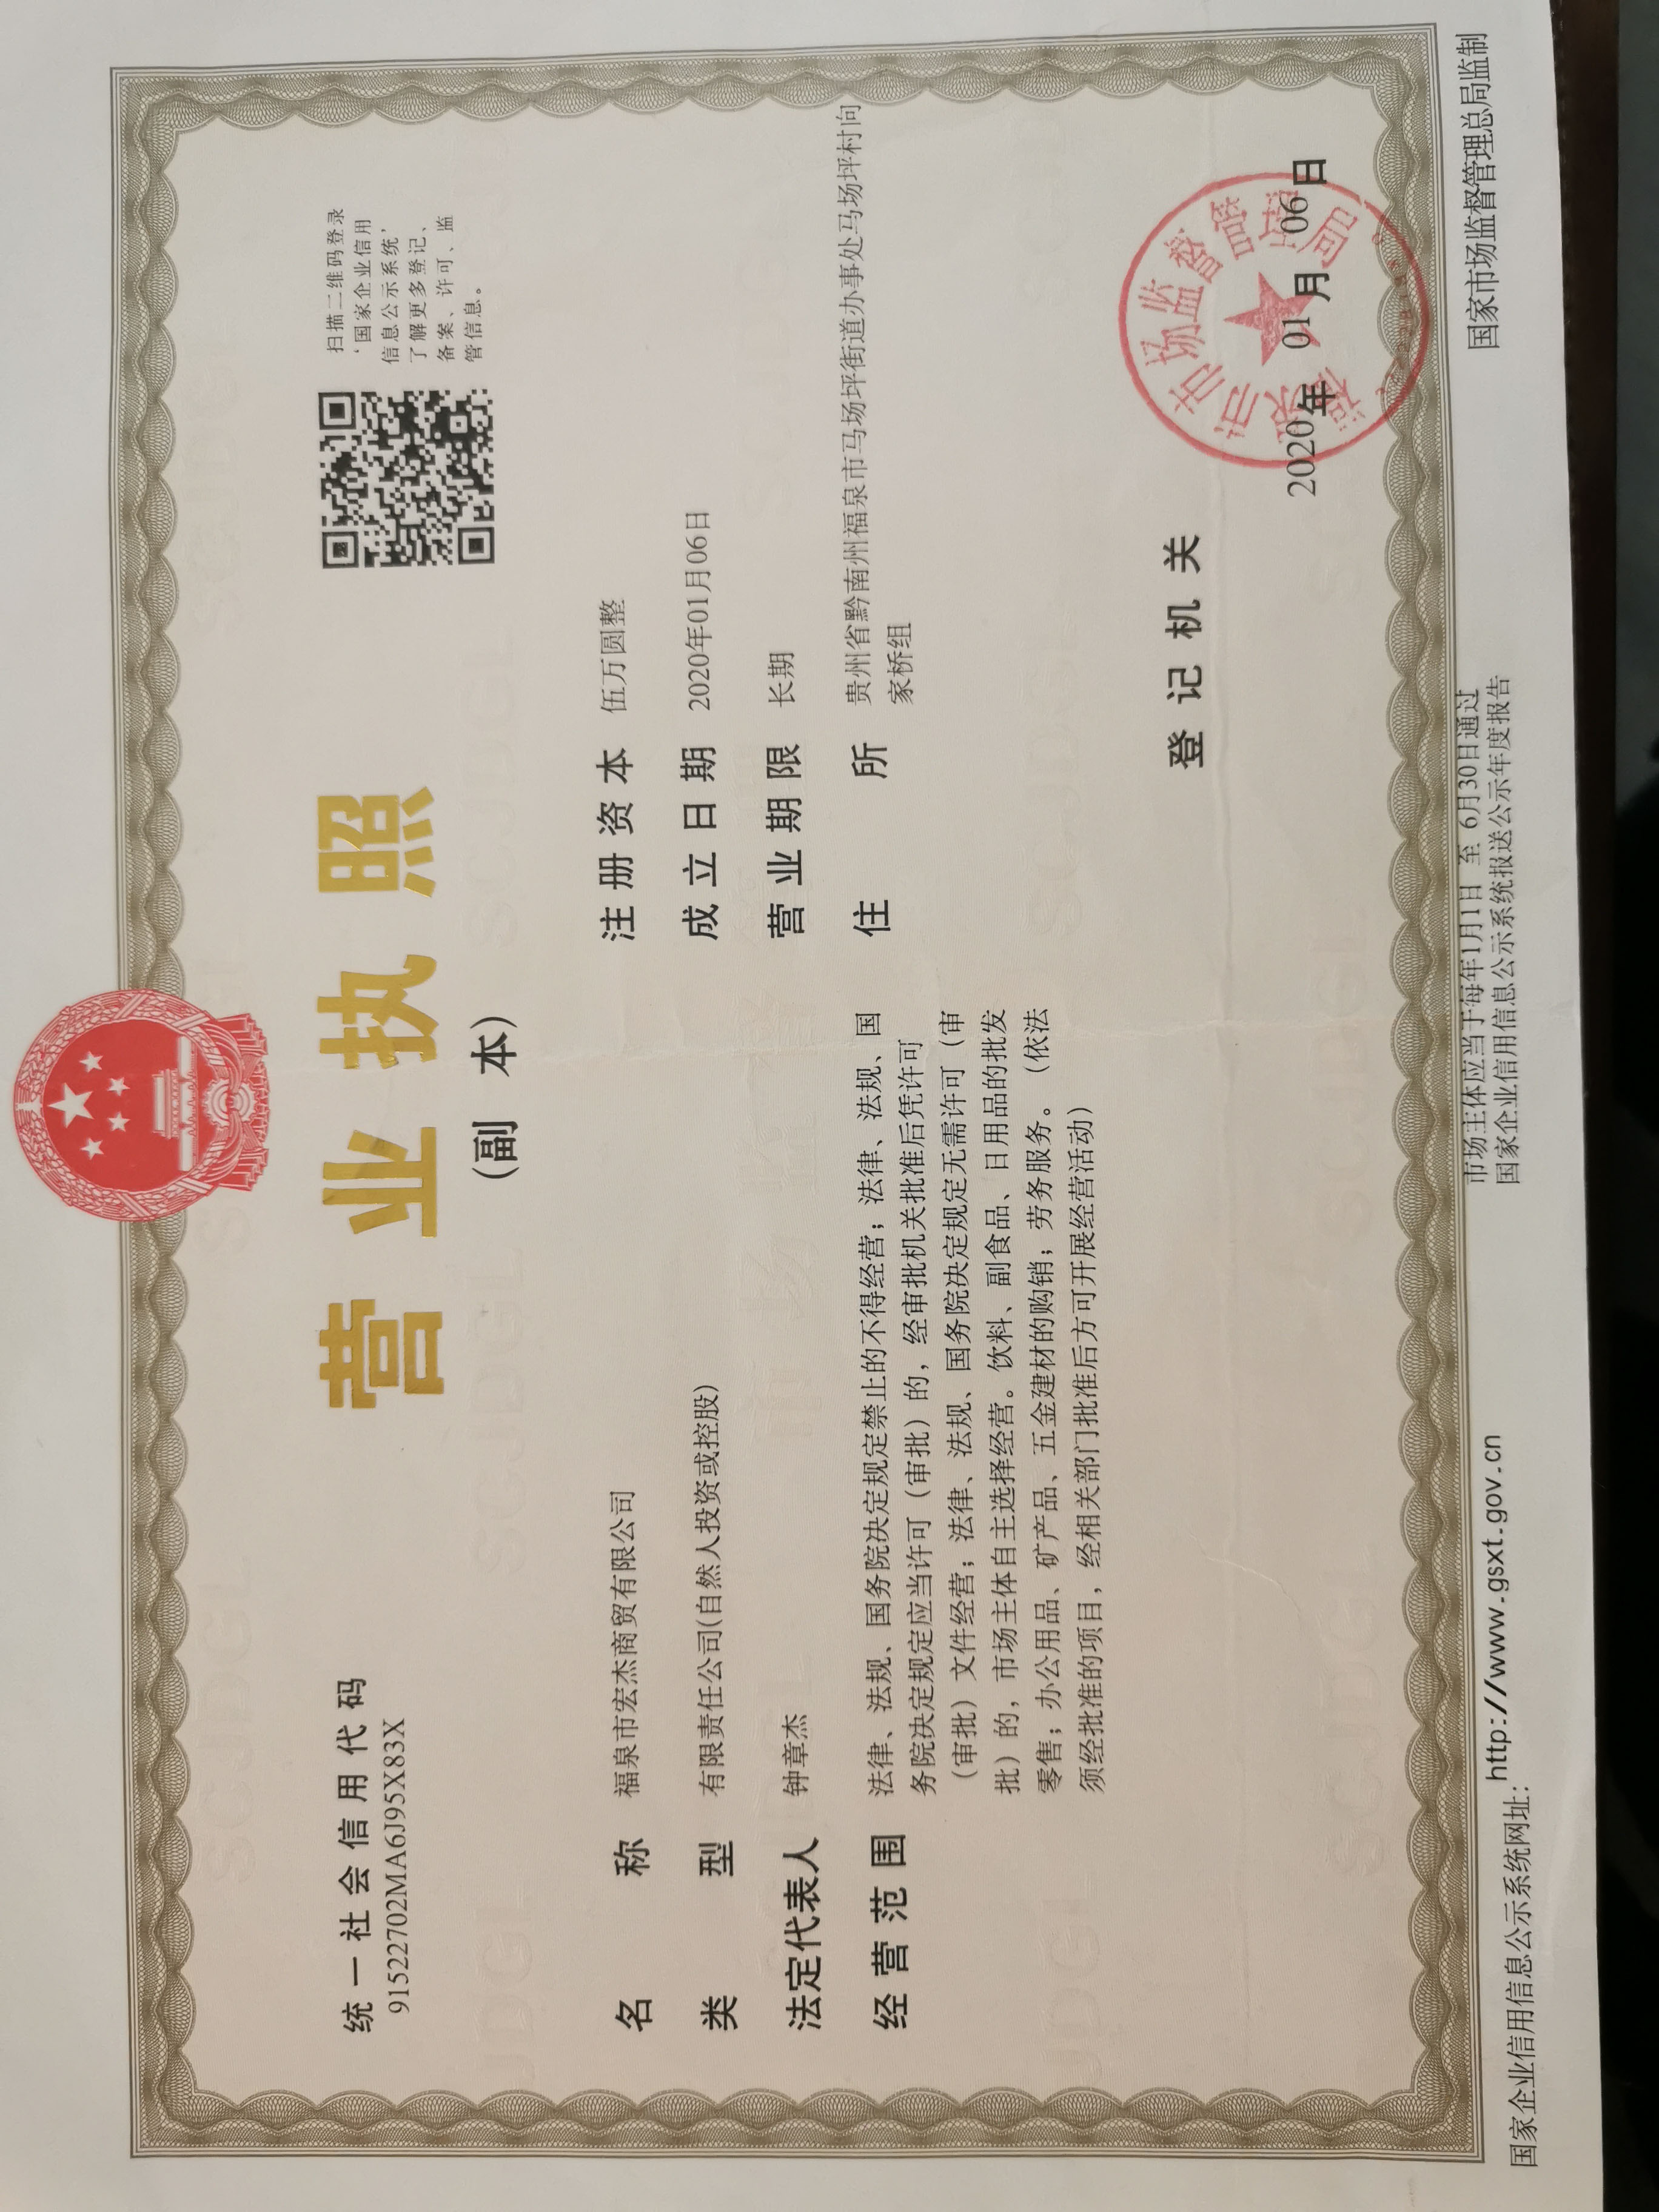 统一社会信用代码
91522702MA6J95X83X
营业执照
(副 本)
扫描二维码登录
‘国家企业信用
信息公示系统’
了解更多登记、
备案、许可、监
管信息。
名称 福泉市宏杰商贸有限公司
类型 有限责任公司(自然人投资或控股)
法定代表人 钟章杰
经营范围 法律、法规、国务院决定规定禁止的不得经营；法律、法规、国
务院决定规定应当许可（审批）的，经审批机关批准后凭许可
（审批）文件经营；法律、法规、国务院决定规定无需许可（审
批）的，市场主体自主选择经营。饮料、副食品、日用品的批发
零售；办公用品、矿产品、五金建材的购销；劳务服务。（依法
须经批准的项目，经相关部门批准后方可开展经营活动）
注册资本 伍万圆整
成立日期 2020年01月06日
营业期限 长期
住所 贵州省黔南州福泉市马场坪街道办事处马场坪村向
家桥组
登记机关
福泉市市场监督管理局
2020年 01月 06日
国家企业信用信息公示系统网址：http://www.gsxt.gov.cn
市场主体应当于每年1月1日 至 6月30日通过
国家企业信用信息公示系统报送公示年度报告
国家市场监督管理总局监制